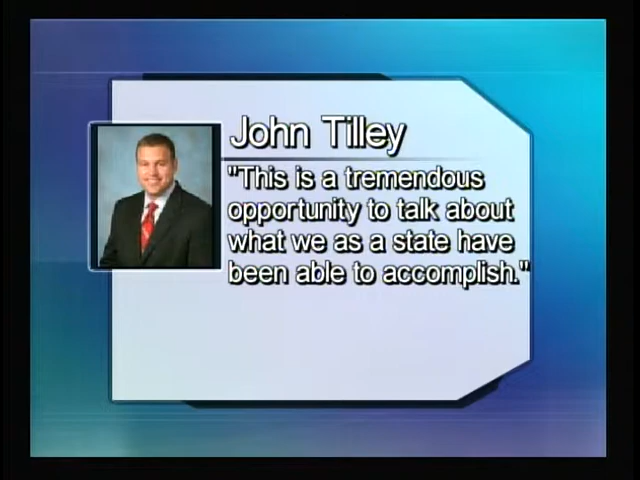 John Tilley
"This is a tremendous
opportunity to talk about
what we as a state have
been able to accomplish."